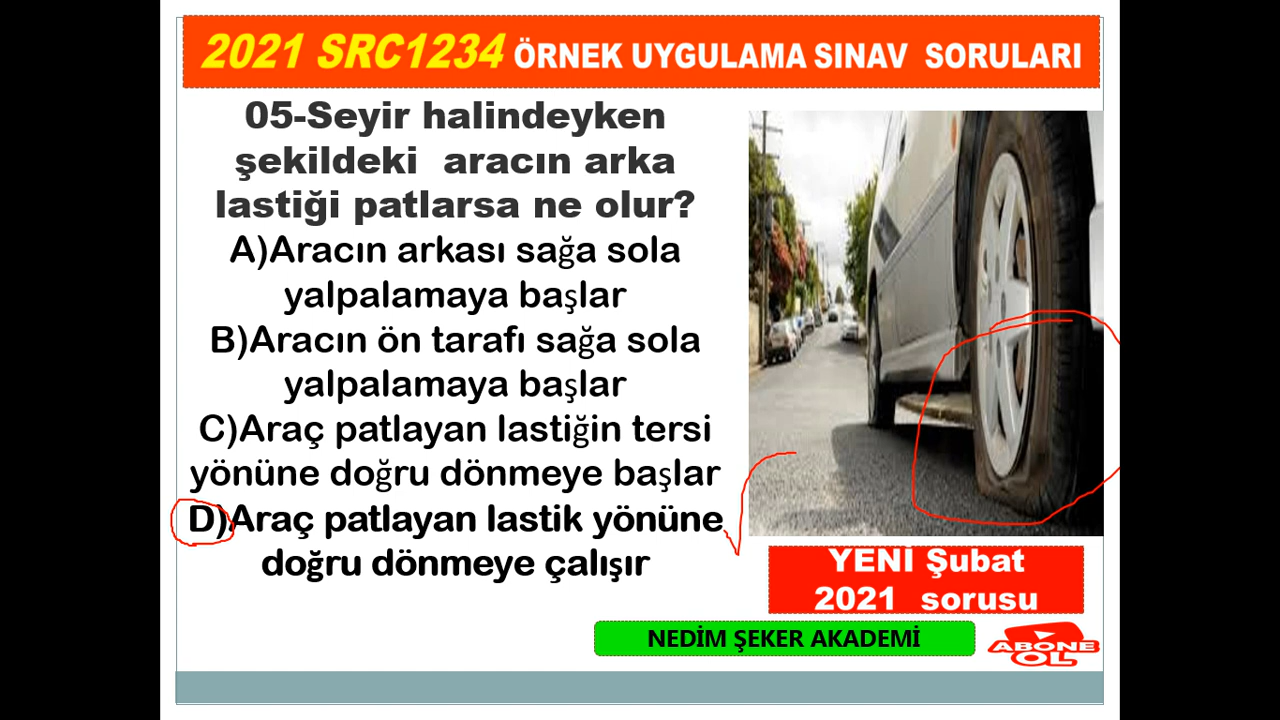 2021 SRC1234 ÖRNEK UYGULAMA SINAV SORULARI
05-Seyir halindeyken
şekildeki aracın arka
lastiği patlarsa ne olur?
A)Aracın arkası sağa sola
yalpalamaya başlar
B)Aracın ön tarafı sağa sola
yalpalamaya başlar
C)Araç patlayan lastiğin tersi
yönüne doğru dönmeye başlar
D)Araç patlayan lastik yönüne
doğru dönmeye çalışır
YENİ Şubat
2021 sorusu
NEDİM ŞEKER AKADEMİ
ABONE
OL